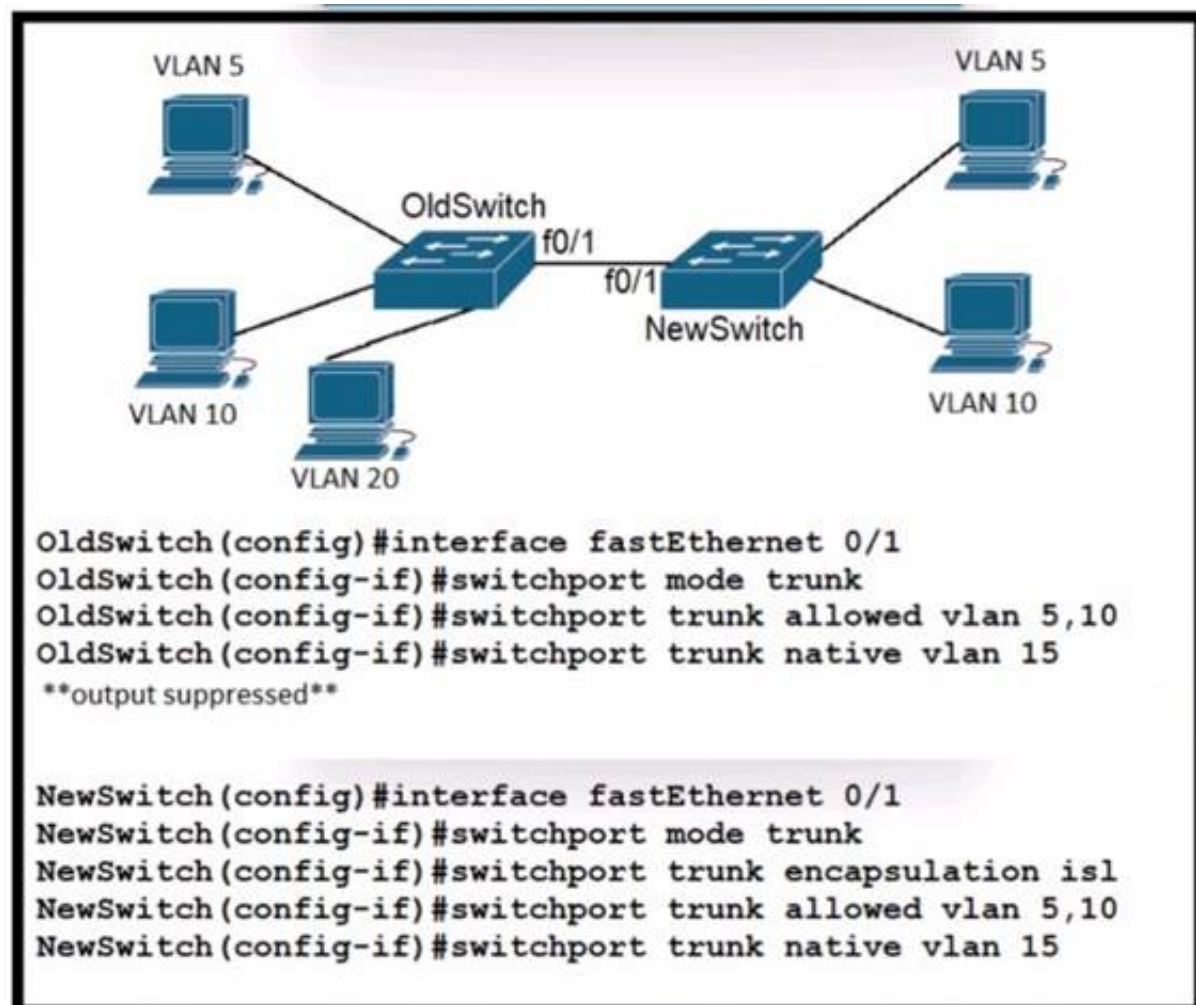 VLAN 5
VLAN 5
OldSwitch
f0/1
f0/1
NewSwitch
VLAN 10
VLAN 10
VLAN 20
OldSwitch(config)#interface fastEthernet 0/1
OldSwitch(config-if)#switchport mode trunk
OldSwitch(config-if)#switchport trunk allowed vlan 5,10
OldSwitch(config-if)#switchport trunk native vlan 15
**output suppressed**
NewSwitch(config)#interface fastEthernet 0/1
NewSwitch(config-if)#switchport mode trunk
NewSwitch(config-if)#switchport trunk encapsulation isl
NewSwitch(config-if)#switchport trunk allowed vlan 5,10
NewSwitch(config-if)#switchport trunk native vlan 15